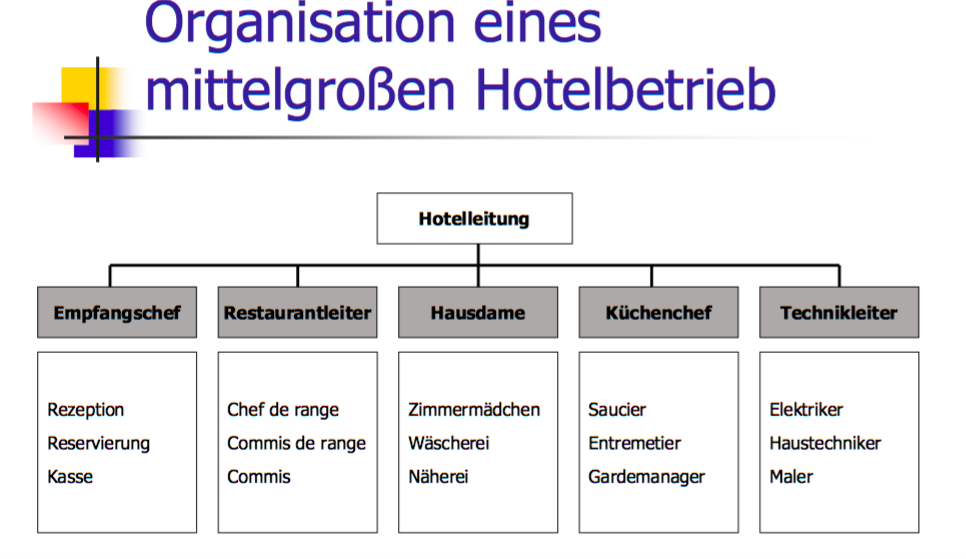 Organisation eines
mittelgroßen Hotelbetrieb
Hotelleitung
Empfangschef
Restaurantleiter
Hausdame
Küchenchef
Technikleiter
Rezeption
Reservierung
Kasse
Chef de range
Commis de range
Commis
Zimmermädchen
Wäscherei
Näherei
Saucier
Entremetier
Gardemanager
Elektriker
Haustechniker
Maler